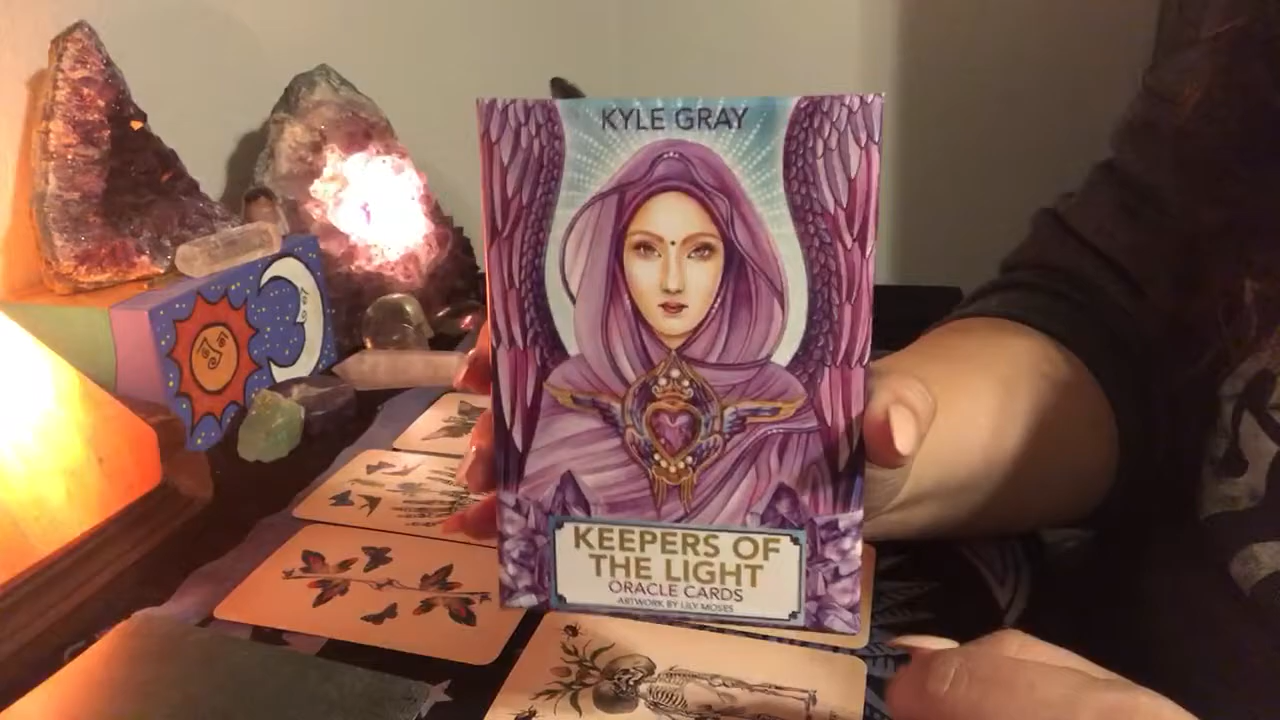 KYLE GRAY
KEEPERS OF
THE LIGHT
ORACLE CARDS
ARTWORK BY LILY MOSES